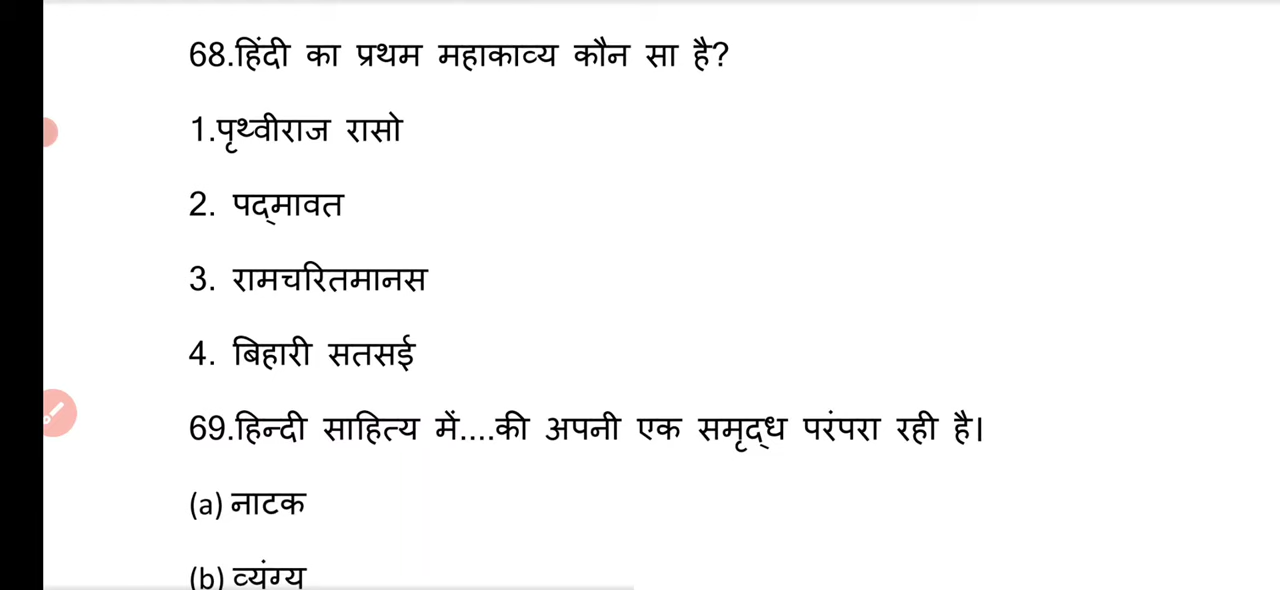 68.हिंदी का प्रथम महाकाव्य कौन सा है?
1.पृथ्वीराज रासो
2. पद्मावत
3. रामचरितमानस
4. बिहारी सतसई
69.हिन्दी साहित्य में....की अपनी एक समृद्ध परंपरा रही है।
(a) नाटक
(b) व्यंग्य